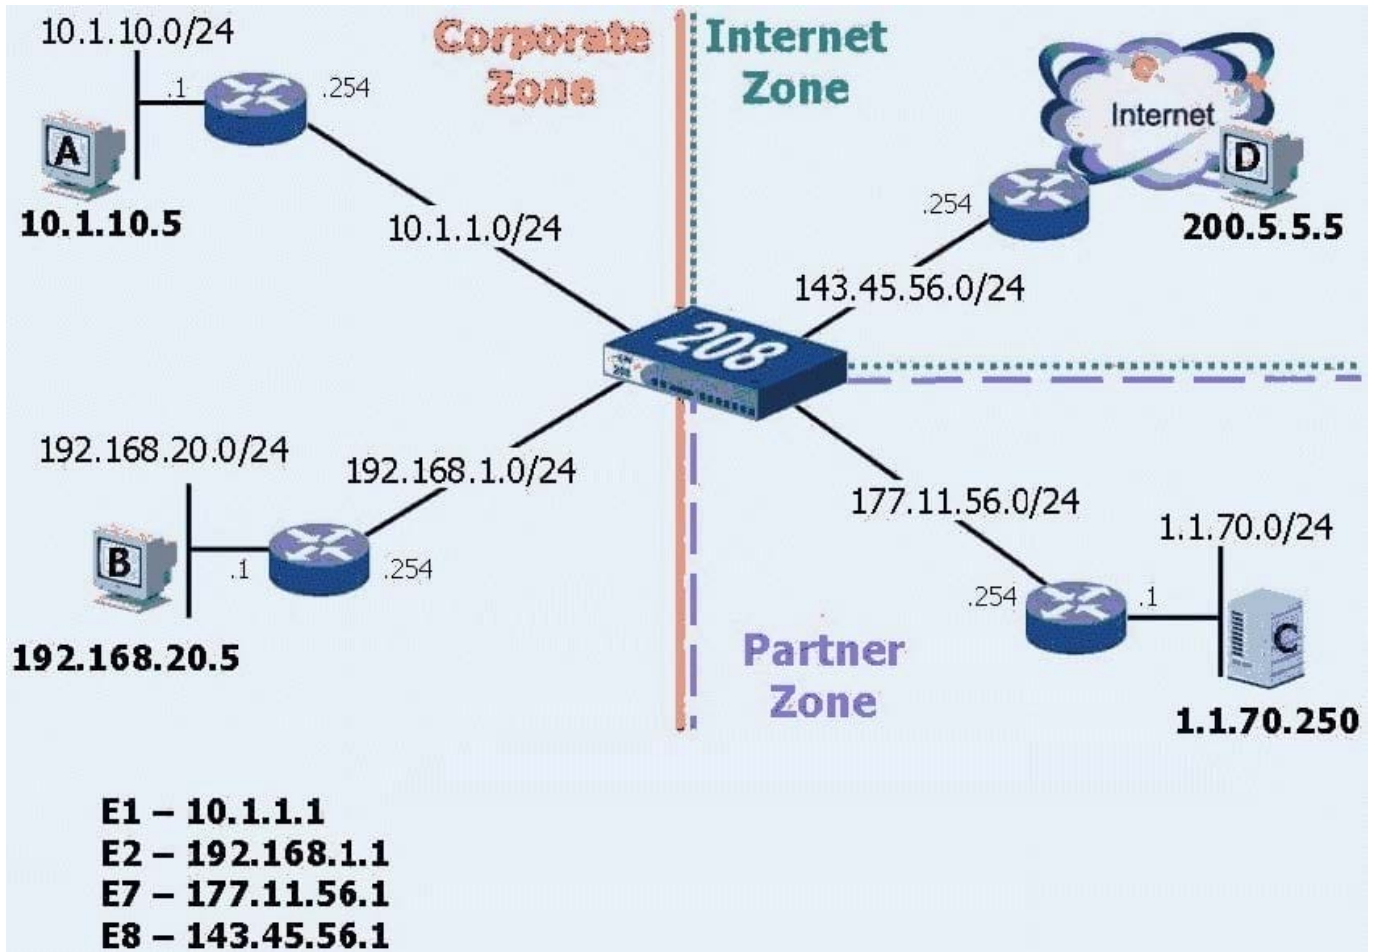 10.1.10.0/24
Corporate
Zone
Internet
Zone
.1
.254
Internet
A
D
10.1.10.5
.254
200.5.5.5
10.1.1.0/24
143.45.56.0/24
208
208
192.168.20.0/24
192.168.1.0/24
177.11.56.0/24
1.1.70.0/24
B
.1
.254
.254
.1
C
192.168.20.5
Partner
Zone
1.1.70.250
E1 – 10.1.1.1
E2 – 192.168.1.1
E7 – 177.11.56.1
E8 – 143.45.56.1